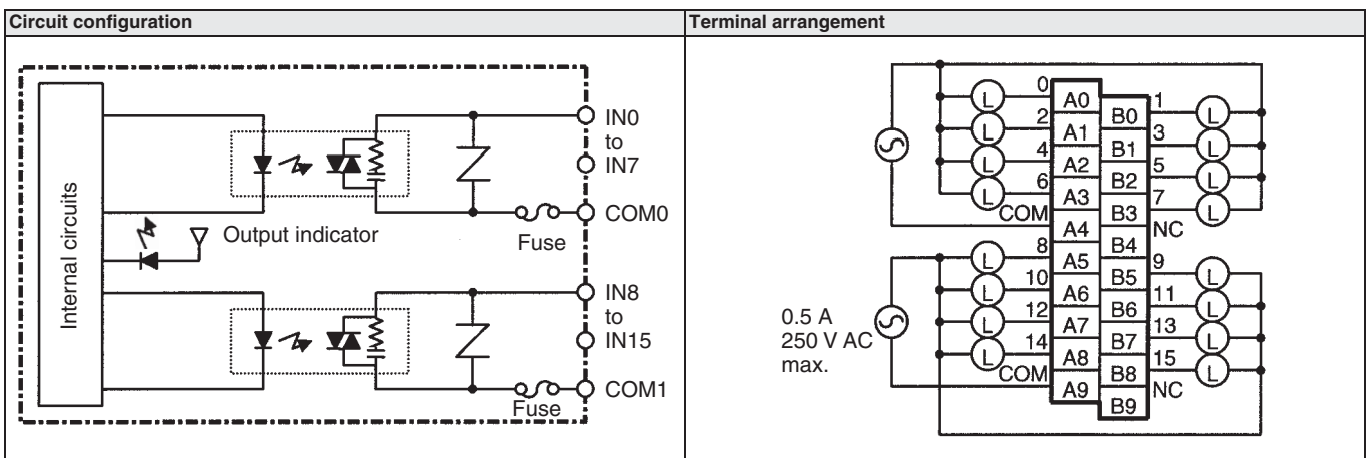 Circuit configuration
Terminal arrangement
Internal circuits
Output indicator
IN0
to
IN7
COM0
Fuse
IN8
to
IN15
COM1
Fuse
0 A0 B0 1
2 A1 B1 3
4 A2 B2 5
6 A3 B3 7
COM A4 B4 NC
8 A5 B5 9
10 A6 B6 11
12 A7 B7 13
14 A8 B8 15
COM A9 B9 NC
L L
L L
L L
L L
L L
L L
L L
L L
0.5 A
250 V AC
max.